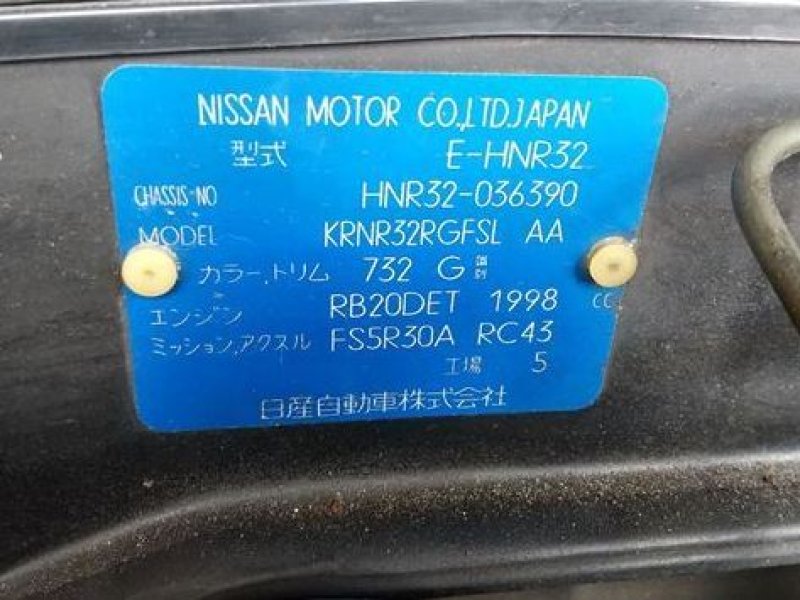 NISSAN MOTOR CO.,LTD.JAPAN
型式 E-HNR32
CHASSIS-NO HNR32-036390
MODEL KRNR32RGFSL AA
カラー,トリム 732 G
エンジン RB20DET 1998 CC
ミッション,アクスル FS5R30A RC43
工場 5
日産自動車株式会社